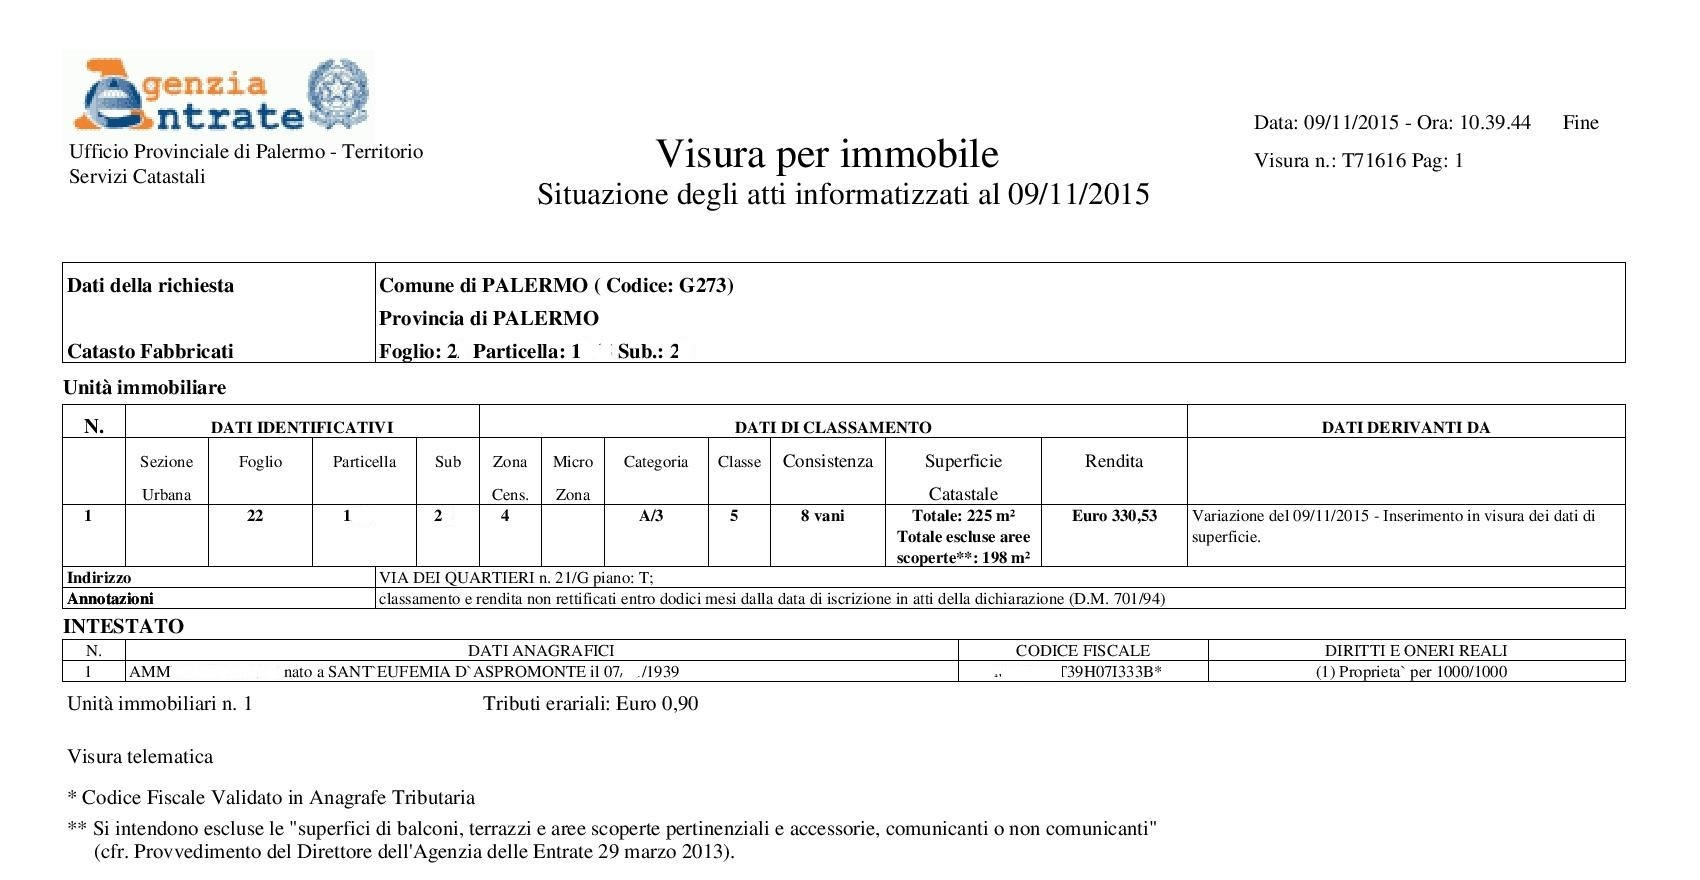 Agenzia
Entrate
Ufficio Provinciale di Palermo - Territorio
Servizi Catastali
Visura per immobile
Situazione degli atti informatizzati al 09/11/2015
Data: 09/11/2015 - Ora: 10.39.44 Fine
Visura n.: T71616 Pag: 1
Dati della richiesta Comune di PALERMO ( Codice: G273)
Provincia di PALERMO
Catasto Fabbricati Foglio: 2 Particella: 1 Sub.: 2
Unità immobiliare
N. DATI IDENTIFICATIVI DATI DI CLASSAMENTO DATI DERIVANTI DA
Sezione Foglio Particella Sub Zona Micro Categoria Classe Consistenza Superficie Rendita
Urbana Cens. Zona Catastale
1 22 1 2 4 A/3 5 8 vani Totale: 225 m² Euro 330,53 Variazione del 09/11/2015 - Inserimento in visura dei dati di
Totale escluse aree superficie.
scoperte**: 198 m²
Indirizzo VIA DEI QUARTIERI n. 21/G piano: T;
Annotazioni classamento e rendita non rettificati entro dodici mesi dalla data di iscrizione in atti della dichiarazione (D.M. 701/94)
INTESTATO
N. DATI ANAGRAFICI CODICE FISCALE DIRITTI E ONERI REALI
1 AMM nato a SANT`EUFEMIA D`ASPROMONTE il 07/ /1939 39H07I333B* (1) Proprieta` per 1000/1000
Unità immobiliari n. 1 Tributi erariali: Euro 0,90
Visura telematica
* Codice Fiscale Validato in Anagrafe Tributaria
** Si intendono escluse le "superfici di balconi, terrazzi e aree scoperte pertinenziali e accessorie, comunicanti o non comunicanti"
(cfr. Provvedimento del Direttore dell'Agenzia delle Entrate 29 marzo 2013).